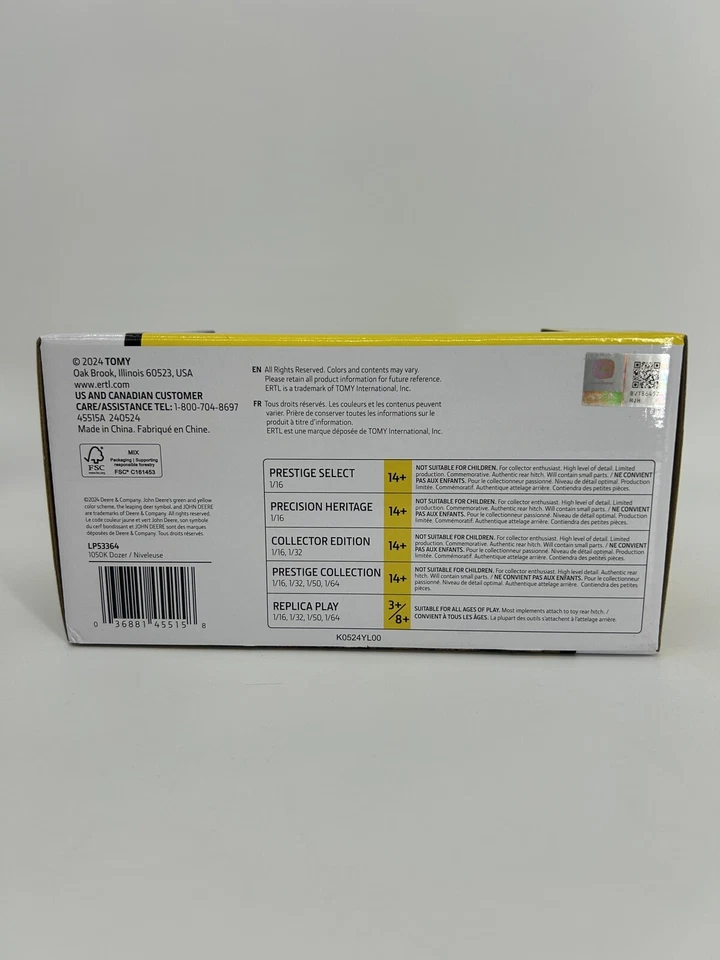 © 2024 TOMY
Oak Brook, Illinois 60523, USA
www.ertl.com
US AND CANADIAN CUSTOMER
CARE/ASSISTANCE TEL: 1-800-704-8697
45515A 240524
Made in China. Fabriqué en Chine.
FSC
www.fsc.org
MIX
Packaging | Supporting
responsible forestry
FSC® C161453
©2024 Deere & Company. John Deere's green and yellow
color scheme, the leaping deer symbol, and JOHN DEERE
are trademarks of Deere & Company. All rights reserved.
Le code couleur jaune et vert John Deere, son symbole
du cerf bondissant et JOHN DEERE sont des marques
déposées de Deere & Company. Tous droits réservés.
LP53364
1050K Dozer / Niveleuse
0 36881 45515 8
EN All Rights Reserved. Colors and contents may vary.
Please retain all product information for future reference.
ERTL is a trademark of TOMY International, Inc.
FR Tous droits réservés. Les couleurs et les contenus peuvent
varier. Prière de conserver toutes les informations sur le
produit à titre d'information.
ERTL est une marque déposée de TOMY International, Inc.
PRESTIGE SELECT
1/16
14+
NOT SUITABLE FOR CHILDREN. For collector enthusiast. High level of detail. Limited
production. Commemorative. Authentic rear hitch. Will contain small parts. / NE CONVIENT
PAS AUX ENFANTS. Pour le collectionneur passionné. Niveau de détail optimal. Production
limitée. Commémoratif. Authentique attelage arrière. Contiendra des petites pièces.
PRECISION HERITAGE
1/16
14+
NOT SUITABLE FOR CHILDREN. For collector enthusiast. High level of detail. Limited
production. Commemorative. Authentic rear hitch. Will contain small parts. / NE CONVIENT
PAS AUX ENFANTS. Pour le collectionneur passionné. Niveau de détail optimal. Production
limitée. Commémoratif. Authentique attelage arrière. Contiendra des petites pièces.
COLLECTOR EDITION
1/16, 1/32
14+
NOT SUITABLE FOR CHILDREN. For collector enthusiast. High level of detail. Limited
production. Commemorative. Authentic rear hitch. Will contain small parts. / NE CONVIENT
PAS AUX ENFANTS. Pour le collectionneur passionné. Niveau de détail optimal. Production
limitée. Commémoratif. Authentique attelage arrière. Contiendra des petites pièces.
PRESTIGE COLLECTION
1/16, 1/32, 1/50, 1/64
14+
NOT SUITABLE FOR CHILDREN. For collector enthusiast. High level detail. Authentic rear
hitch. Will contain small parts. / NE CONVIENT PAS AUX ENFANTS. Pour le collectionneur
passionné. Niveau de détail optimal. Authentique attelage arrière. Contiendra des petites
pièces.
REPLICA PLAY
1/16, 1/32, 1/50, 1/64
3+/8+
SUITABLE FOR ALL AGES OF PLAY. Most implements attach to toy rear hitch. /
CONVIENT À TOUS LES ÂGES. La plupart des outils s'attachent à l'attelage arrière.
K0524YL00